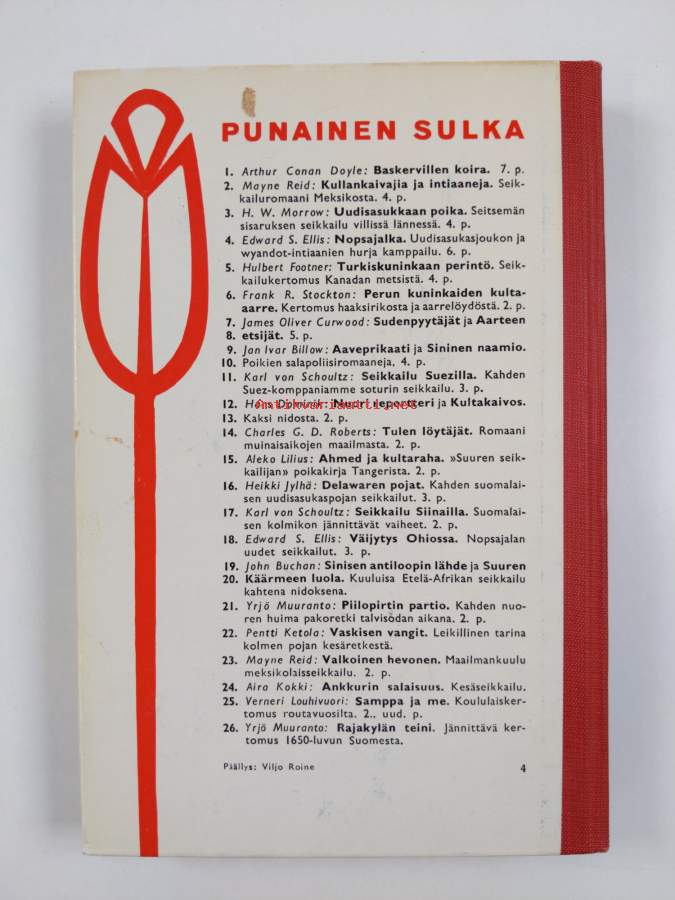 PUNAINEN SULKA
1. Arthur Conan Doyle: Baskervillen koira. 7. p.
2. Mayne Reid: Kullankaivajia ja intiaaneja. Seik-
kailuromaani Meksikosta. 4. p.
3. H. W. Morrow: Uudisasukkaan poika. Seitsemän
sisaruksen seikkailu villissä lännessä. 4. p.
4. Edward S. Ellis: Nopsajalka. Uudisasukasjoukon ja
wyandot-intiaanien hurja kamppailu. 6. p.
5. Hulbert Footner: Turkiskuninkaan perintö. Seik-
kailukertomus Kanadan metsistä. 4. p.
6. Frank R. Stockton: Perun kuninkaiden kulta-
aarre. Kertomus haaksirikosta ja aarrelöydöstä. 2. p.
7. James Oliver Curwood: Sudenpyytäjät ja Aarteen
8. etsijät. 5. p.
9. Jan Ivar Billow: Aaveprikaati ja Sininen naamio.
10. Poikien salapoliisiromaaneja, 4. p.
11. Karl von Schoultz: Seikkailu Suezilla. Kahden
Suez-komppaniamme soturin seikkailu. 3. p.
12. Hans Dominik: Nuori reportteri ja Kultakaivos.
Antikvariaatti.net
13. Kaksi nidosta. 2. p.
14. Charles G. D. Roberts: Tulen löytäjät. Romaani
muinaisaikojen maailmasta. 2. p.
15. Aleko Lilius: Ahmed ja kultaraha. »Suuren seik-
kailijan» poikakirja Tangerista. 2. p.
16. Heikki Jylhä: Delawaren pojat. Kahden suomalai-
sen uudisasukaspojan seikkailut. 3. p.
17. Karl von Schoultz: Seikkailu Siinailla. Suomalai-
sen kolmikon jännittävät vaiheet. 2. p.
18. Edward S. Ellis: Väijytys Ohiossa. Nopsajalan
uudet seikkailut. 3. p.
19. John Buchan: Sinisen antiloopin lähde ja Suuren
20. Käärmeen luola. Kuuluisa Etelä-Afrikan seikkailu
kahtena nidoksena.
21. Yrjö Muuranto: Piilopirtin partio. Kahden nuo-
ren huima pakoretki talvisodan aikana. 2. p.
22. Pentti Ketola: Vaskisen vangit. Leikillinen tarina
kolmen pojan kesäretkestä.
23. Mayne Reid: Valkoinen hevonen. Maailmankuulu
meksikolaisseikkailu. 2. p.
24. Aira Kokki: Ankkurin salaisuus. Kesäseikkailu.
25. Verneri Louhivuori: Samppa ja me. Koululaisker-
tomus routavuosilta. 2., uud. p.
26. Yrjö Muuranto: Rajakylän teini. Jännittävä ker-
tomus 1650-luvun Suomesta.
Päällys: Viljo Roine 4